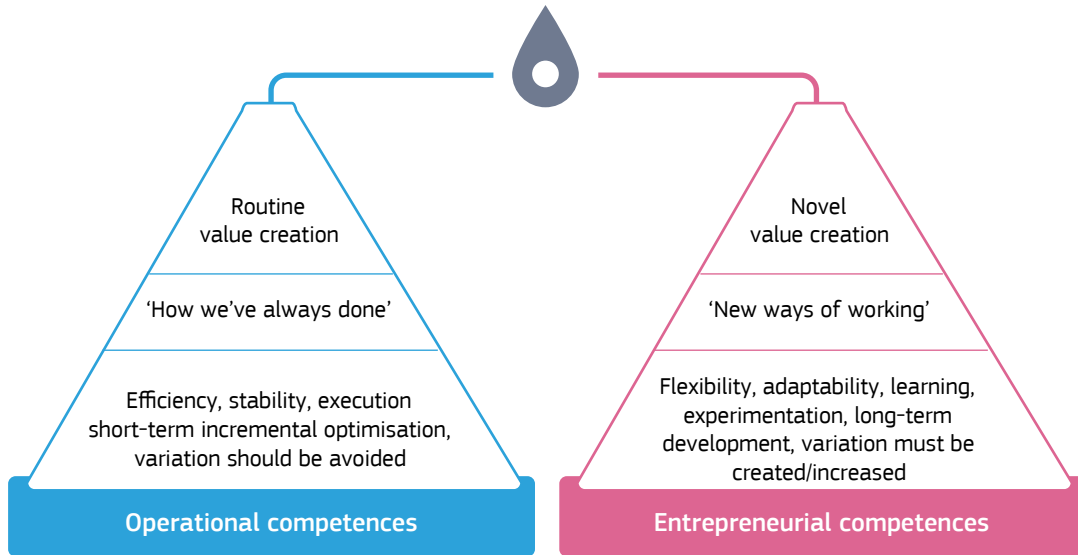 Routine
value creation
‘How we’ve always done’
Efficiency, stability, execution
short-term incremental optimisation,
variation should be avoided
Operational competences
Novel
value creation
‘New ways of working’
Flexibility, adaptability, learning,
experimentation, long-term
development, variation must be
created/increased
Entrepreneurial competences